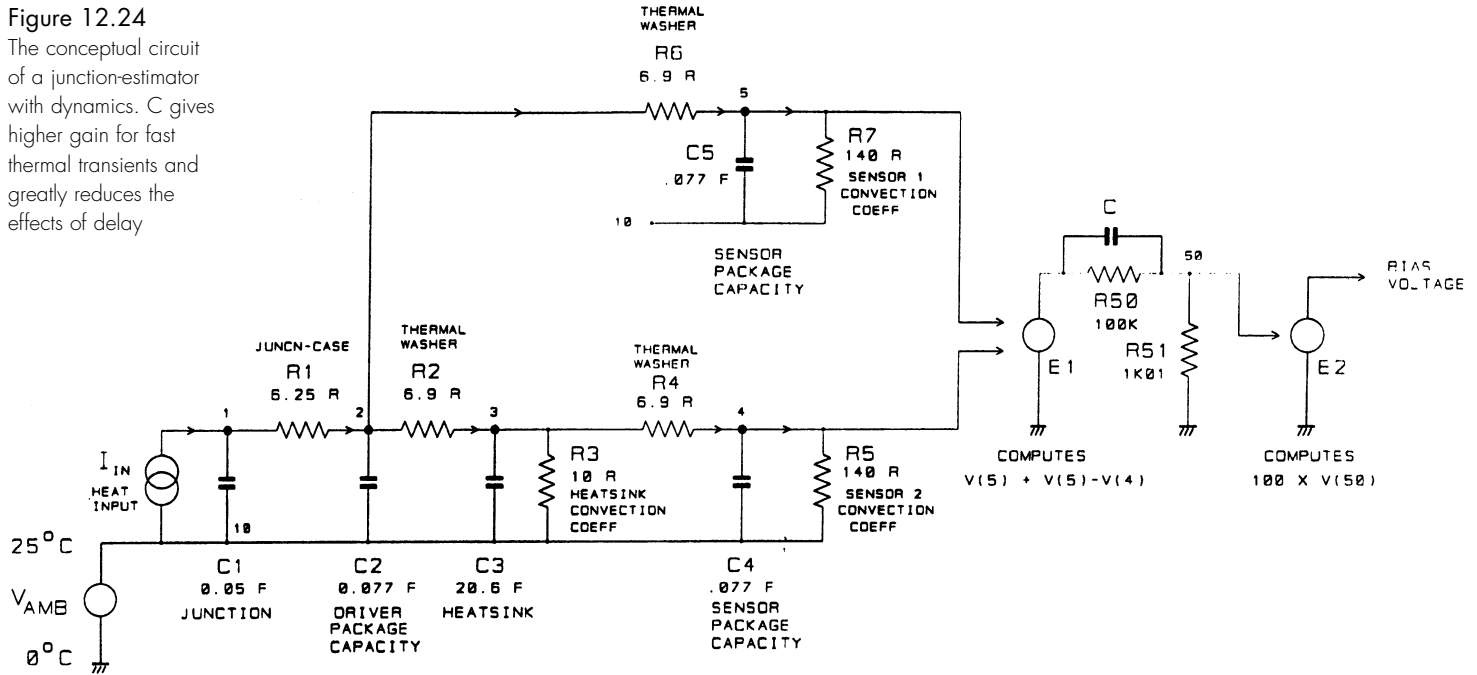 Figure 12.24
The conceptual circuit
of a junction-estimator
with dynamics. C gives
higher gain for fast
thermal transients and
greatly reduces the
effects of delay
THERMAL
WASHER
R6
6.9 R
5
C5
.077 F
R7
140 R
SENSOR 1
CONVECTION
COEFF
10
SENSOR
PACKAGE
CAPACITY
C
50
R50
100K
R51
1K01
E1
E2
BIAS
VOLTAGE
COMPUTES
V(5) + V(5)-V(4)
COMPUTES
100 X V(50)
JUNCN-CASE
R1
6.25 R
THERMAL
WASHER
R2
6.9 R
THERMAL
WASHER
R4
6.9 R
1
2
3
4
I IN
HEAT
INPUT
R3
10 R
HEATSINK
CONVECTION
COEFF
R5
140 R
SENSOR 2
CONVECTION
COEFF
10
25°C
C1
0.05 F
JUNCTION
C2
0.077 F
DRIVER
PACKAGE
CAPACITY
C3
20.6 F
HEATSINK
C4
.077 F
SENSOR
PACKAGE
CAPACITY
VAMB
0°C